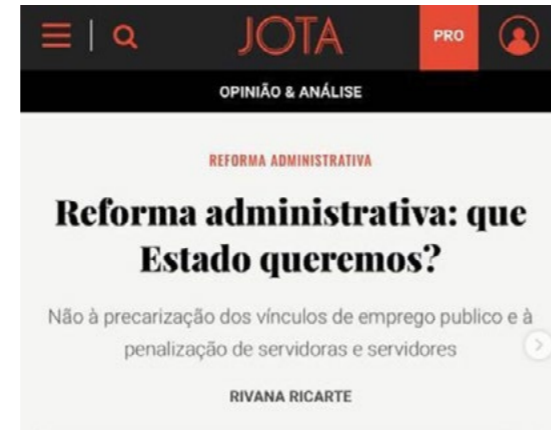 JOTA
PRO
OPINIÃO & ANÁLISE
REFORMA ADMINISTRATIVA
Reforma administrativa: que
Estado queremos?
Não à precarização dos vínculos de emprego publico e à
penalização de servidoras e servidores
RIVANA RICARTE